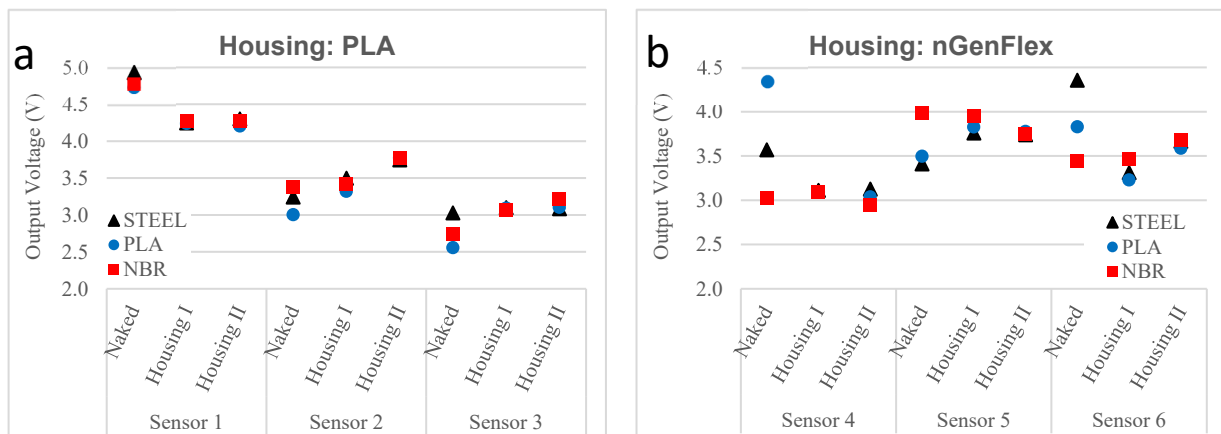 a
Housing: PLA
Output Voltage (V)
5.0
4.5
4.0
3.5
3.0
2.5
2.0
STEEL
PLA
NBR
Naked
Housing I
Housing II
Naked
Housing I
Housing II
Naked
Housing I
Housing II
Sensor 1
Sensor 2
Sensor 3
b
Housing: nGenFlex
Output Voltage (V)
4.5
4.0
3.5
3.0
2.5
2.0
STEEL
PLA
NBR
Naked
Housing I
Housing II
Naked
Housing I
Housing II
Naked
Housing I
Housing II
Sensor 4
Sensor 5
Sensor 6